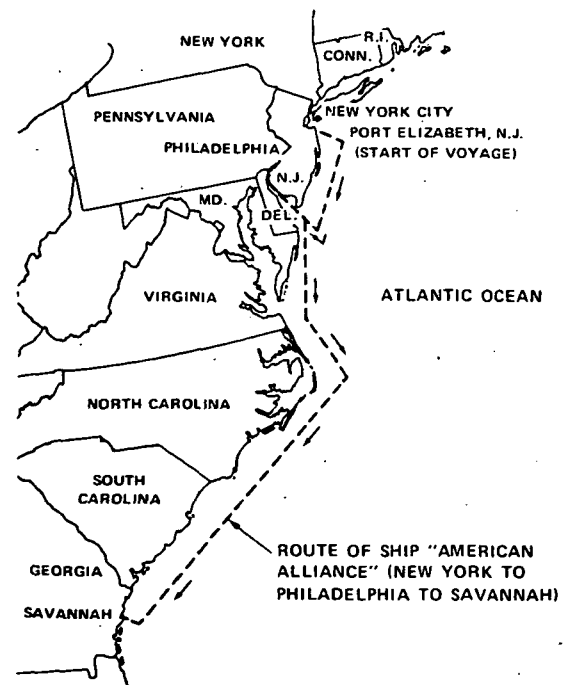 NEW YORK
R.I.
CONN.
NEW YORK CITY
PORT ELIZABETH, N.J.
(START OF VOYAGE)
PENNSYLVANIA
PHILADELPHIA
N.J.
MD.
DEL.
VIRGINIA
ATLANTIC OCEAN
NORTH CAROLINA
SOUTH
CAROLINA
ROUTE OF SHIP "AMERICAN
ALLIANCE" (NEW YORK TO
PHILADELPHIA TO SAVANNAH)
GEORGIA
SAVANNAH